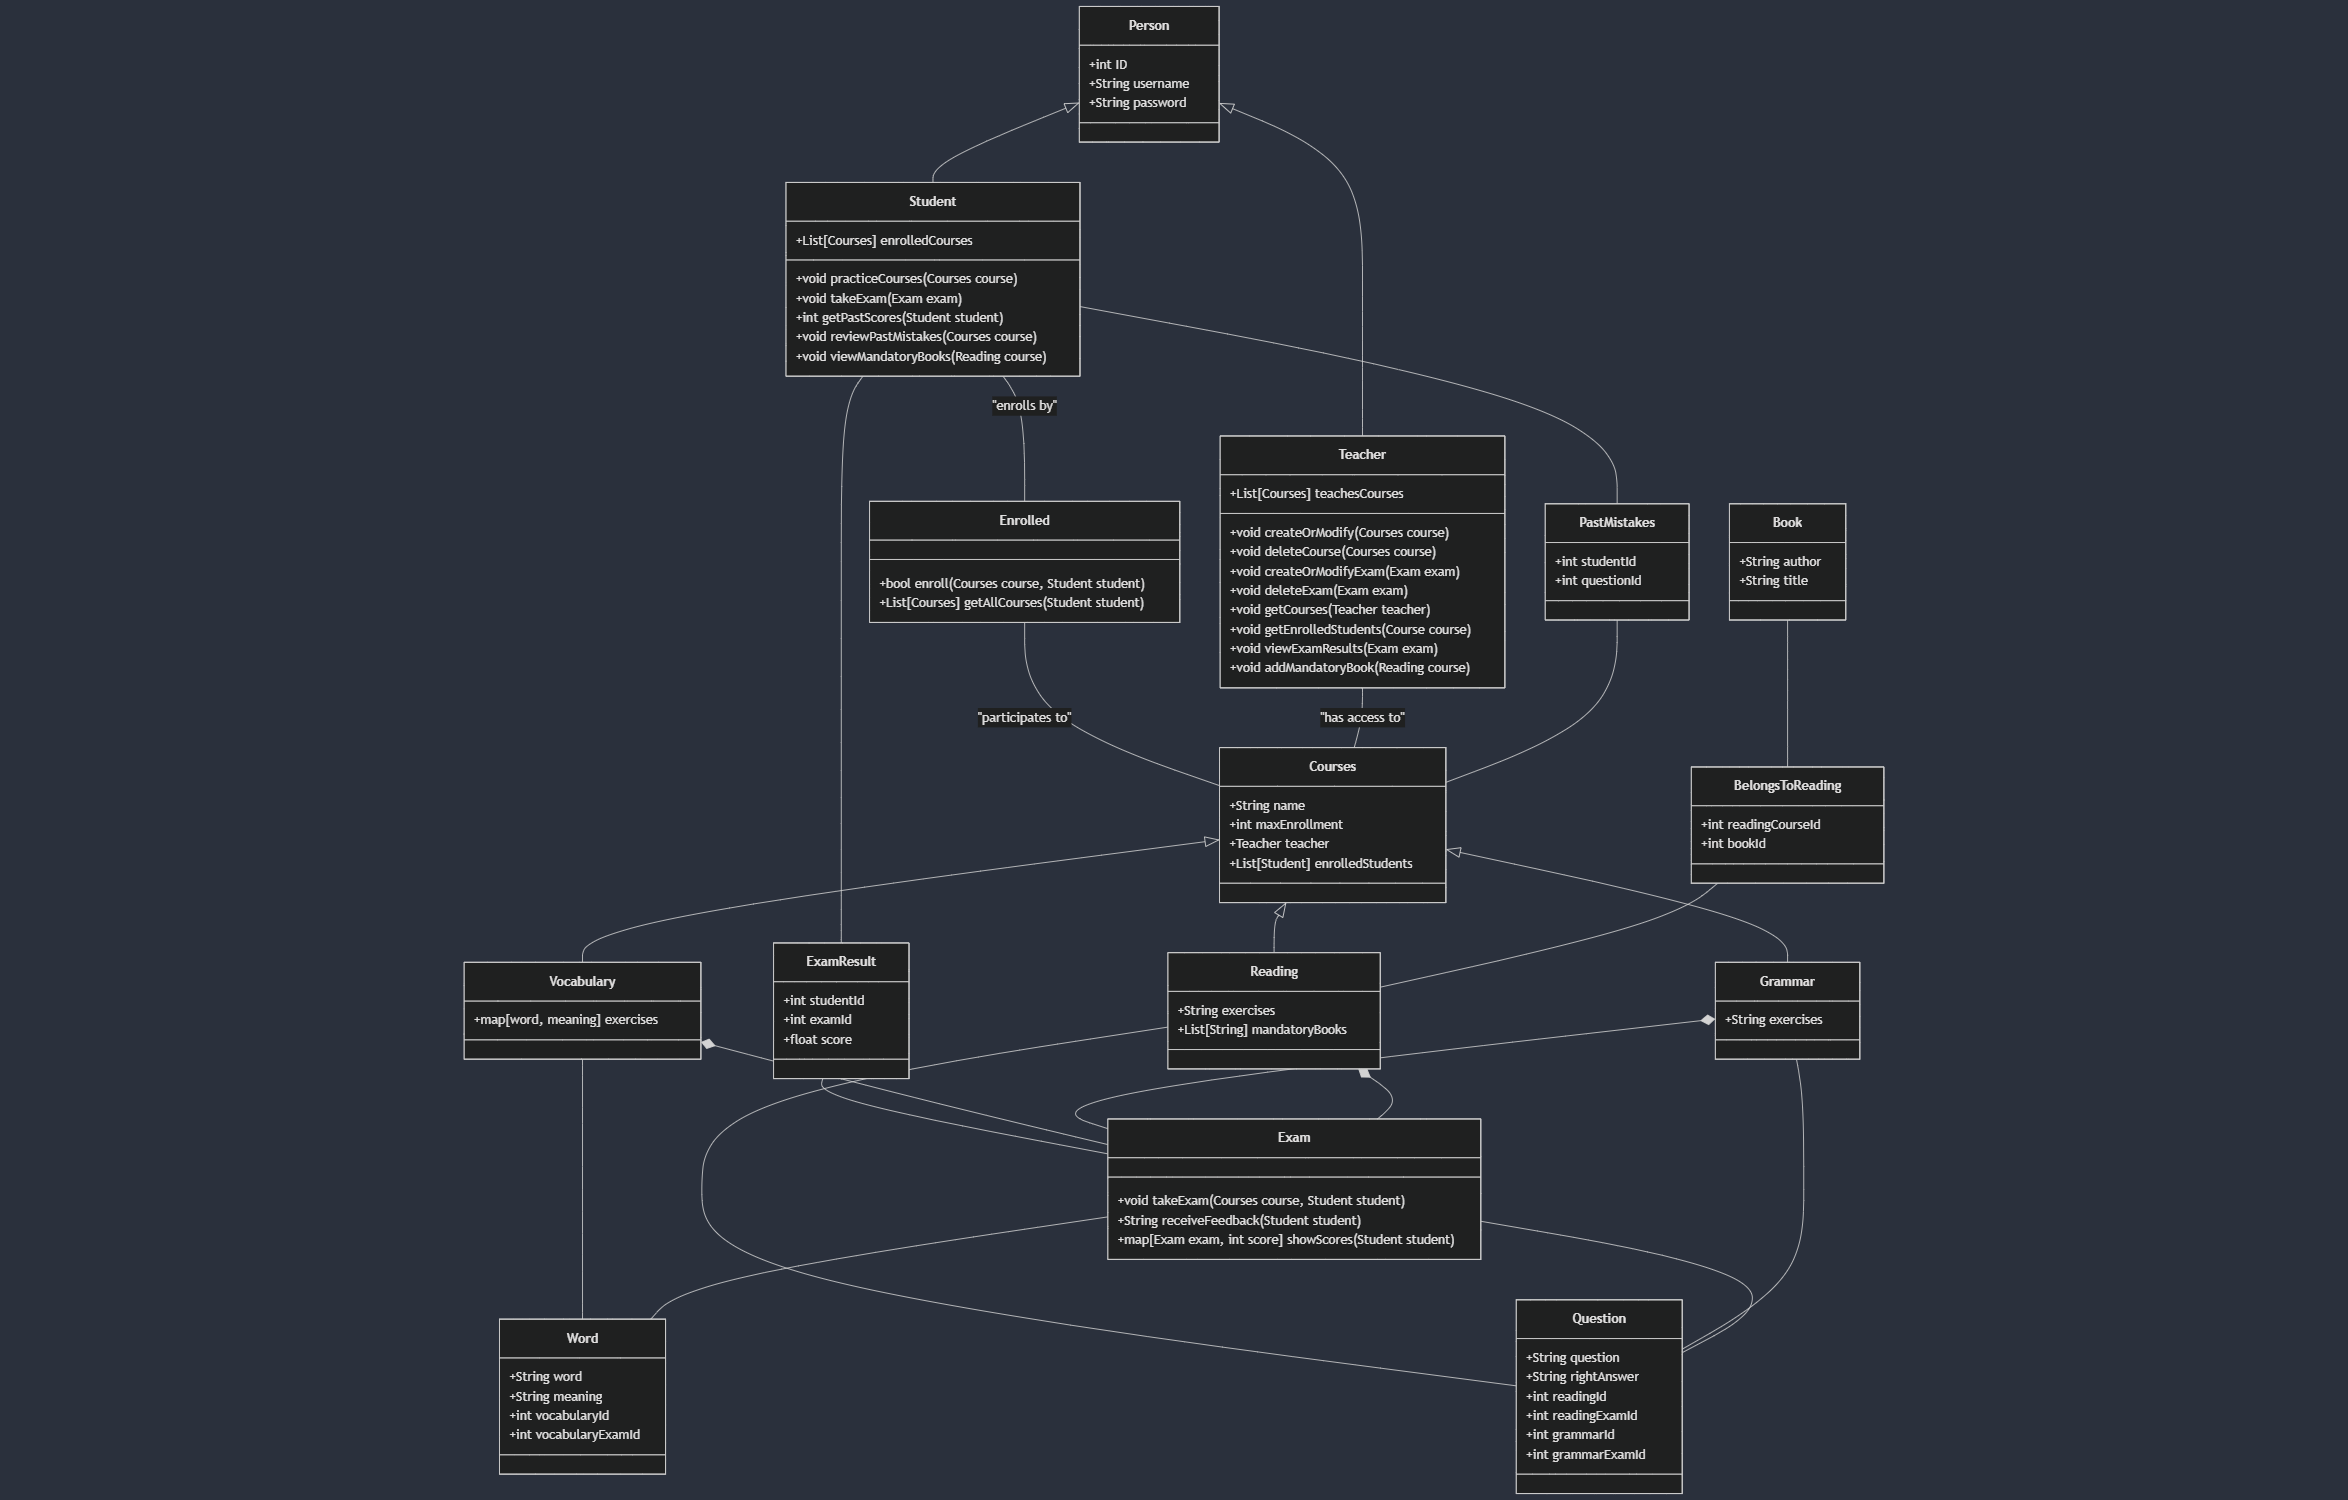 Person
+int ID
+String username
+String password
Student
+List[Courses] enrolledCourses
+void practiceCourses(Courses course)
+void takeExam(Exam exam)
+int getPastScores(Student student)
+void reviewPastMistakes(Courses course)
+void viewMandatoryBooks(Reading course)
"enrolls by"
Teacher
+List[Courses] teachesCourses
+void createOrModify(Courses course)
+void deleteCourse(Courses course)
+void createOrModifyExam(Exam exam)
+void deleteExam(Exam exam)
+void getCourses(Teacher teacher)
+void getEnrolledStudents(Course course)
+void viewExamResults(Exam exam)
+void addMandatoryBook(Reading course)
Enrolled
+bool enroll(Courses course, Student student)
+List[Courses] getAllCourses(Student student)
PastMistakes
+int studentId
+int questionId
Book
+String author
+String title
"participates to"
"has access to"
Courses
+String name
+int maxEnrollment
+Teacher teacher
+List[Student] enrolledStudents
BelongsToReading
+int readingCourseId
+int bookId
Vocabulary
+map[word, meaning] exercises
ExamResult
+int studentId
+int examId
+float score
Reading
+String exercises
+List[String] mandatoryBooks
Grammar
+String exercises
Exam
+void takeExam(Courses course, Student student)
+String receiveFeedback(Student student)
+map[Exam exam, int score] showScores(Student student)
Word
+String word
+String meaning
+int vocabularyId
+int vocabularyExamId
Question
+String question
+String rightAnswer
+int readingId
+int readingExamId
+int grammarId
+int grammarExamId